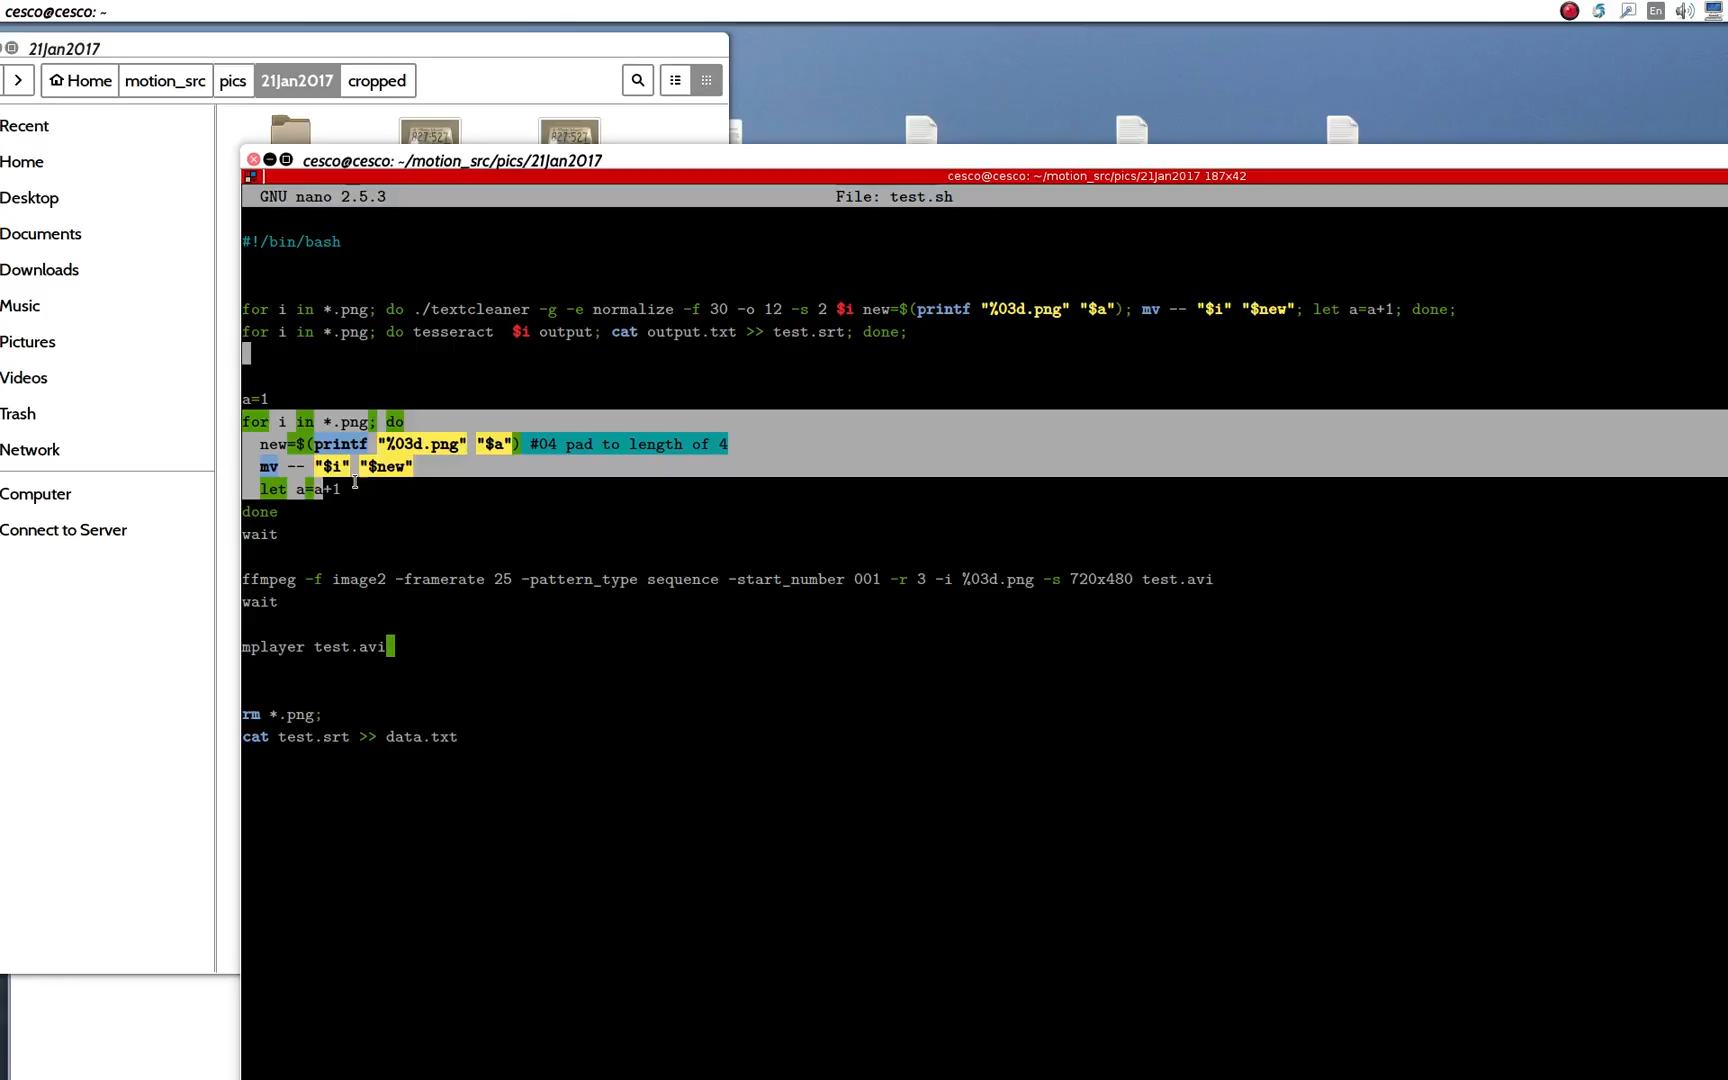 cesco@cesco: ~
En
21Jan2017
Home motion_src pics 21Jan2017 cropped
Recent
Home
Desktop
Documents
Downloads
Music
Pictures
Videos
Trash
Network
Computer
Connect to Server
A27:527
A27:527
cesco@cesco: ~/motion_src/pics/21Jan2017
cesco@cesco: ~/motion_src/pics/21Jan2017 187x42
GNU nano 2.5.3 File: test.sh
#!/bin/bash
for i in *.png; do ./textcleaner -g -e normalize -f 30 -o 12 -s 2 $i new=$(printf "%03d.png" "$a"); mv -- "$i" "$new"; let a=a+1; done;
for i in *.png; do tesseract  $i output; cat output.txt >> test.srt; done;
a=1
for i in *.png; do
  new=$(printf "%03d.png" "$a") #04 pad to length of 4
  mv -- "$i" "$new"
  let a=a+1
done
wait
ffmpeg -f image2 -framerate 25 -pattern_type sequence -start_number 001 -r 3 -i %03d.png -s 720x480 test.avi
wait
mplayer test.avi
rm *.png;
cat test.srt >> data.txt